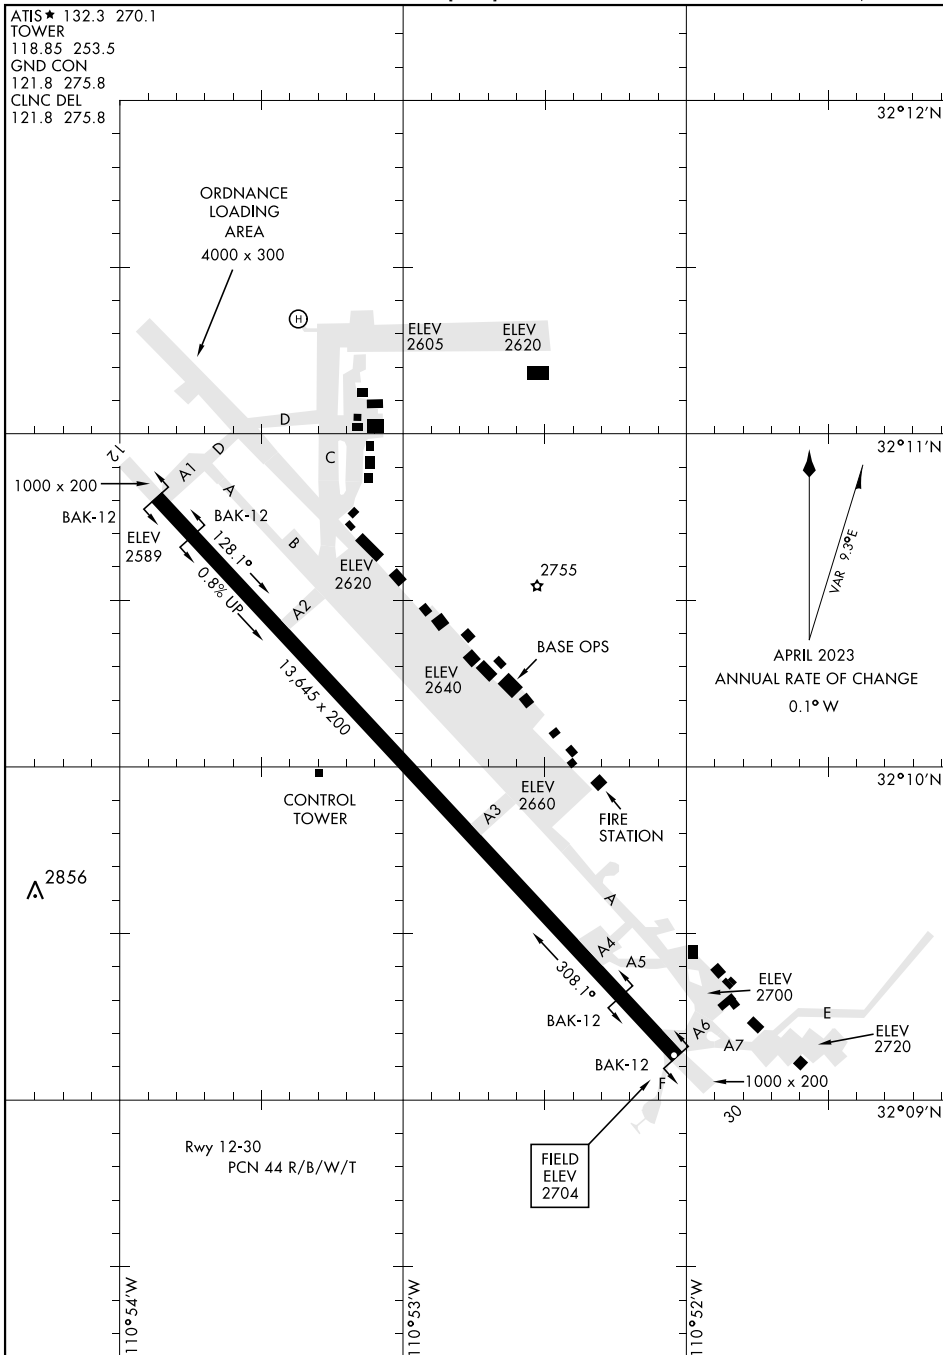 ATIS★ 132.3 270.1
TOWER
118.85 253.5
GND CON
121.8 275.8
CLNC DEL
121.8 275.8
32°12'N
ORDNANCE
LOADING
AREA
4000 x 300
H
ELEV
2605
ELEV
2620
D
32°11'N
12
D
A1
C
1000 x 200
A
BAK-12
BAK-12
ELEV
2589
128.1°
B
ELEV
2620
0.8% UP
A2
2755
VAR 9.3°E
BASE OPS
APRIL 2023
ANNUAL RATE OF CHANGE
0.1° W
ELEV
2640
13,645 x 200
32°10'N
CONTROL
TOWER
ELEV
2660
A3
FIRE
STATION
2856
A
A4
A5
308.1°
ELEV
2700
BAK-12
E
A6
A7
ELEV
2720
BAK-12
F
1000 x 200
30
32°09'N
Rwy 12-30
PCN 44 R/B/W/T
FIELD
ELEV
2704
110°54'W
110°53'W
110°52'W